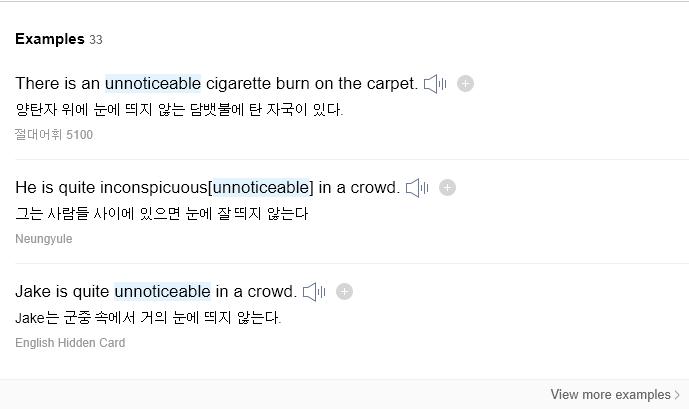 Examples 33
There is an unnoticeable cigarette burn on the carpet.
양탄자 위에 눈에 띄지 않는 담뱃불에 탄 자국이 있다.
절대어휘 5100
He is quite inconspicuous[unnoticeable] in a crowd.
그는 사람들 사이에 있으면 눈에 잘 띄지 않는다
Neungyule
Jake is quite unnoticeable in a crowd.
Jake는 군중 속에서 거의 눈에 띄지 않는다.
English Hidden Card
View more examples